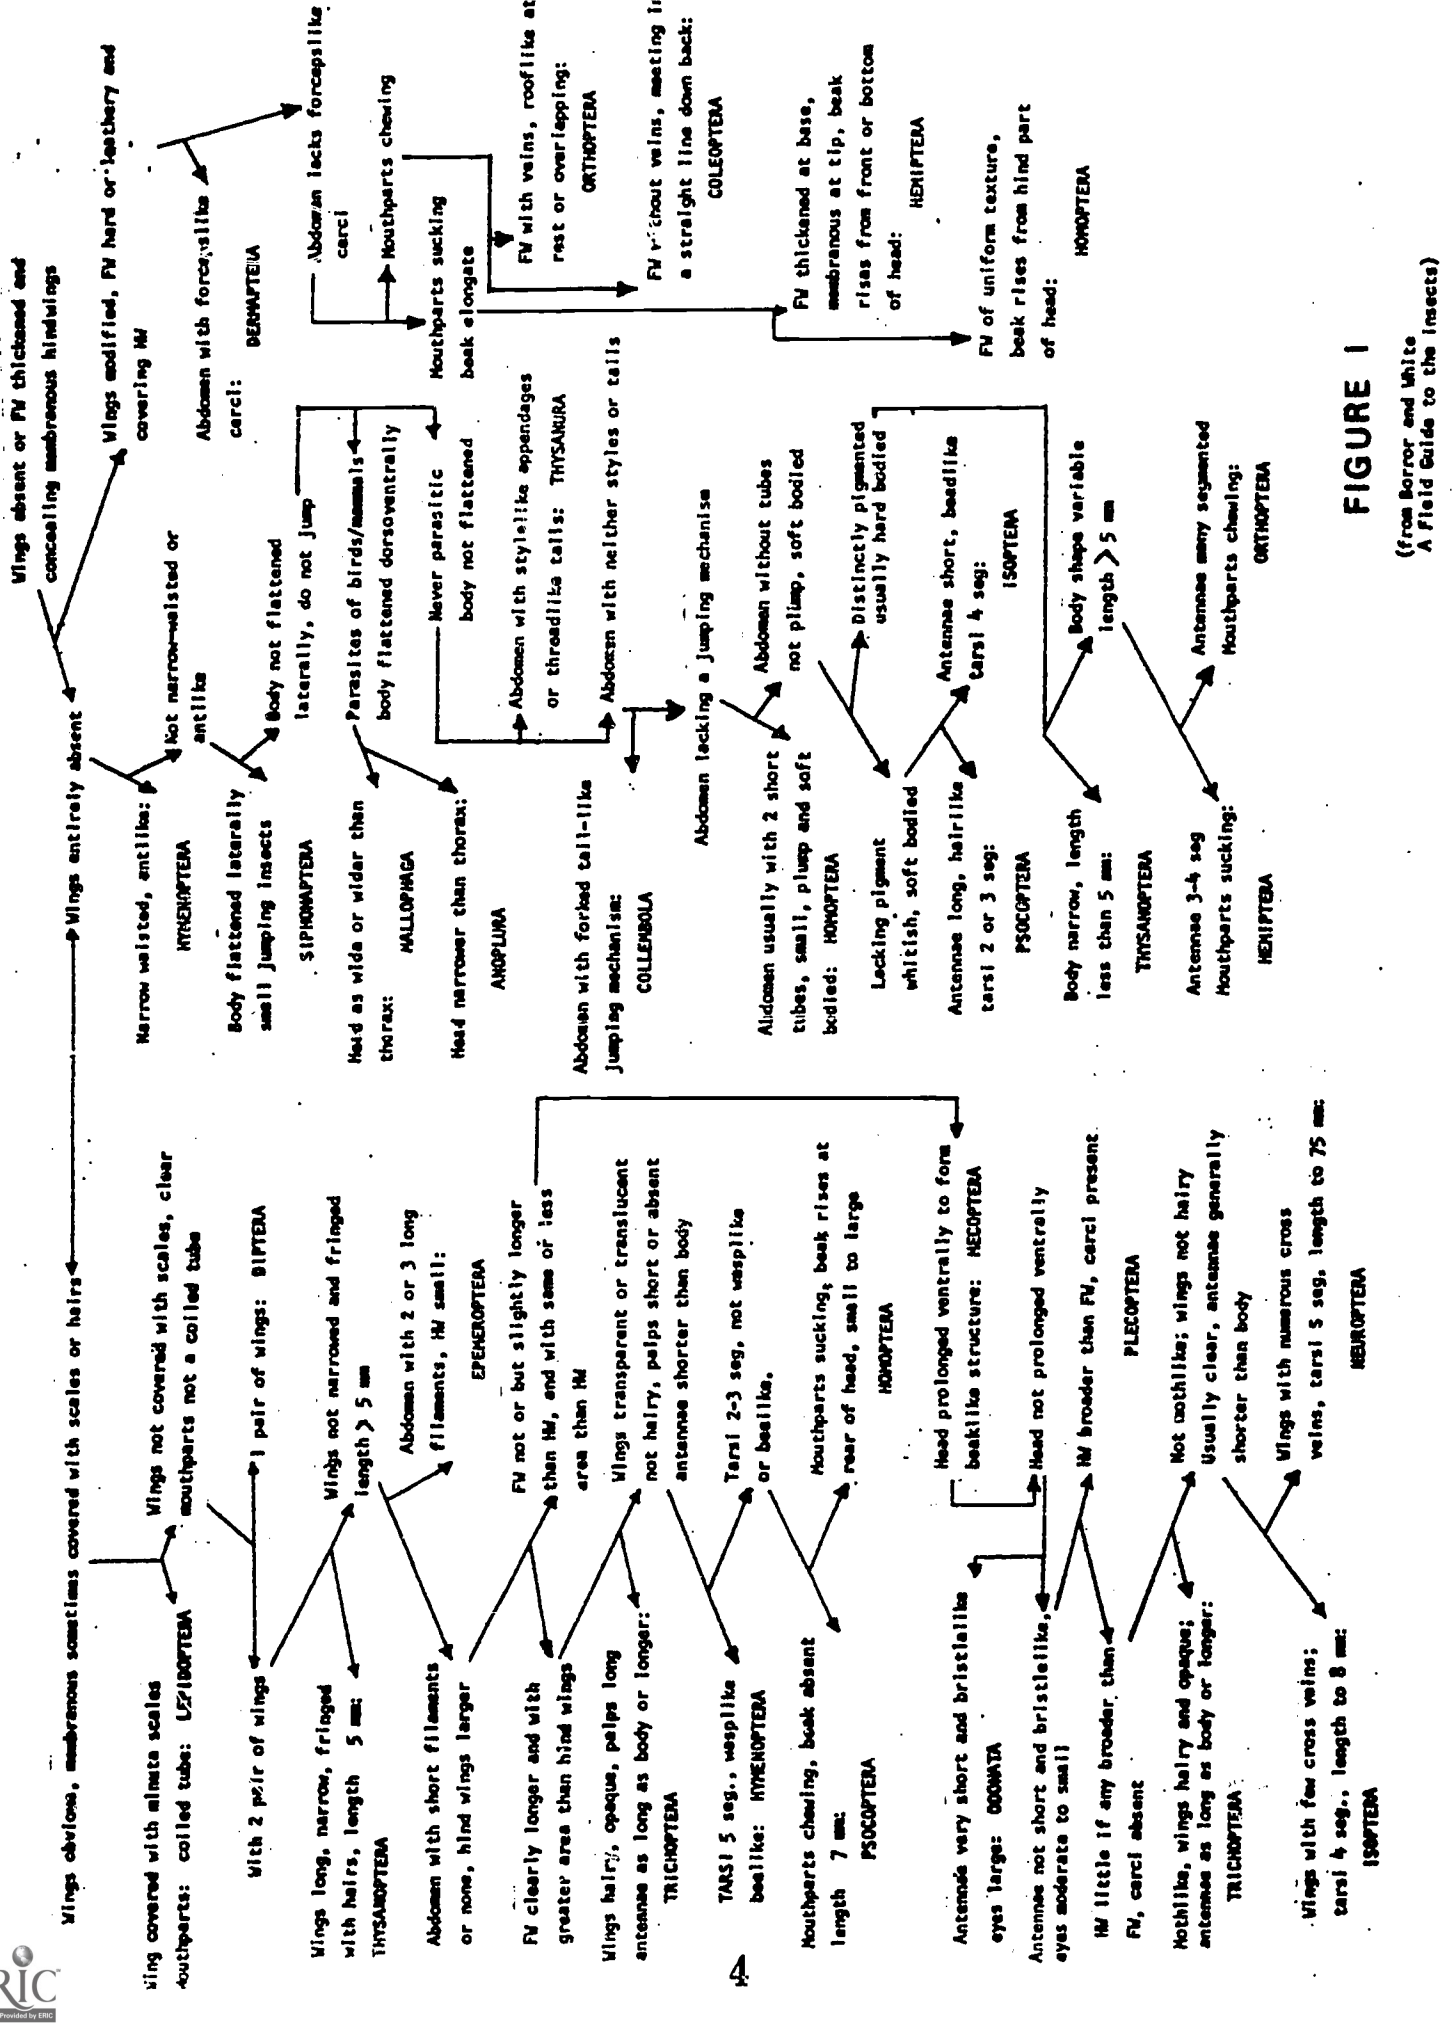 Wings absent or FW thickened and
concealing membranous hindwings
Wings obvious, membranous sometimes covered with scales or hairs
Wings entirely absent
Wings modified, FW hard or leathery and
covering HW
Wing covered with minute scales
mouthparts: coiled tube: LEPIDOPTERA
Wings not covered with scales, clear
mouthparts not a coiled tube
With 2 pair of wings
1 pair of wings: DIPTERA
Wings long, narrow, fringed
with hairs, length 5 mm:
THYSANOPTERA
Wings not narrowed and fringed
length > 5 mm
Abdomen with short filaments
or none, hind wings larger
Abdomen with 2 or 3 long
filaments, HW small:
EPEMEROPTERA
FW clearly longer and with
greater area than hind wings
FW not or but slightly longer
than HW, and with same or less
area than HW
Wings hairy, opaque, palps long
antennae as long as body or longer:
TRICHOPTERA
Wings transparent or translucent
not hairy, palps short or absent
antennae shorter than body
TARSI 5 seg., wasplike
beelike: HYMENOPTERA
Tarsi 2-3 seg, not wasplike
or beelike.
Mouthparts chewing, beak absent
length 7 mm:
PSOCOPTERA
Mouthparts sucking, beak rises at
rear of head, small to large
HOMOPTERA
Head prolonged ventrally to form
beaklike structure: MECOPTERA
Antennae very short and bristlelike
eyes large: ODONATA
Head not prolonged ventrally
Antennae not short and bristlelike,
eyes moderate to small
HW little if any broader than
FW, carci absent
HW broader than FW, carci present
PLECOPTERA
Mothlike, wings hairy and opaque;
antennae as long as body or longer:
TRICHOPTERA
Not mothlike; wings not hairy
Usually clear, antennae generally
shorter than body
Wings with few cross veins;
tarsi 4 seg., length to 8 mm:
ISOPTERA
Wings with numerous cross
veins, tarsi 5 seg, length to 75 mm:
NEUROPTERA
Narrow waisted, antlike:
HYMENOPTERA
Not narrow-waisted or
antlike
Body flattened laterally
small jumping insects
SIPHONAPTERA
Body not flattened
laterally, do not jump
Head as wide or wider than
thorax:
MALLOPHAGA
Parasites of birds/mammals
body flattened dorsoventrally
Head narrower than thorax:
ANOPLURA
Never parasitic
body not flattened
Abdomen with stylelike appendages
or threadlike tails: THYSANURA
Abdomen with neither styles or tails
Abdomen with forked tail-like
jumping mechanism:
COLLEMBOLA
Abdomen lacking a jumping mechanise
Abdomen usually with 2 short
tubes, small, plump and soft
bodied: HOMOPTERA
Abdomen without tubes
not plimp, soft bodied
Lacking pigment
whitish, soft bodied
Distinctly pigmented
usually hard bodied
Antennae long, hairlike
tarsi 2 or 3 seg:
PSOCOPTERA
Antennae short, beadlike
tarsi 4 seg:
ISOPTERA
Body narrow, length
less than 5 mm:
THYSANOPTERA
Body shape variable
length > 5 mm
Antennae 3-4 seg
Mouthparts sucking:
HEMIPTERA
Antennae many segmented
Mouthparts chewing:
ORTHOPTERA
Abdomen with forcepslike
carci:
DERMAPTERA
Abdomen lacks forcepslike
carci
Mouthparts chewing
Mouthparts sucking
beak elongate
FW with veins, rooflike at
rest or overlapping:
ORTHOPTERA
FW without veins, meeting
a straight line down back:
COLEOPTERA
FW thickened at base,
membranous at tip, beak
rises from front or bottom
of head:
HEMIPTERA
FW of uniform texture,
beak rises from hind part
of head:
HOMOPTERA
FIGURE 1
(from Borror and White
A Field Guide to the Insects)
4
ERIC
Provided by ERIC